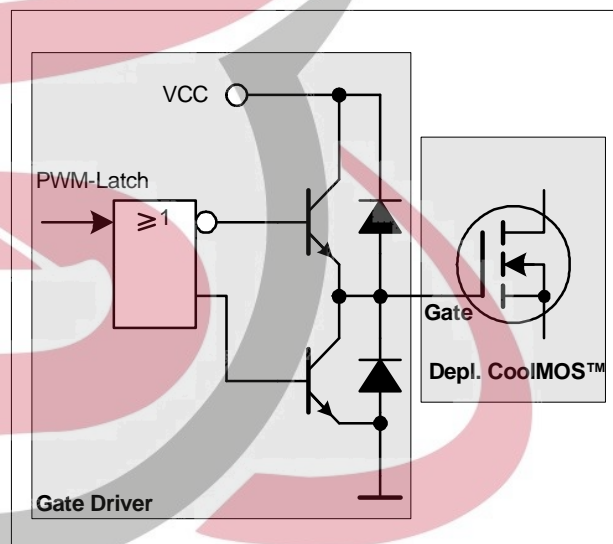 VCC
PWM-Latch
≥1
Gate
Depl. CoolMOS™
Gate Driver